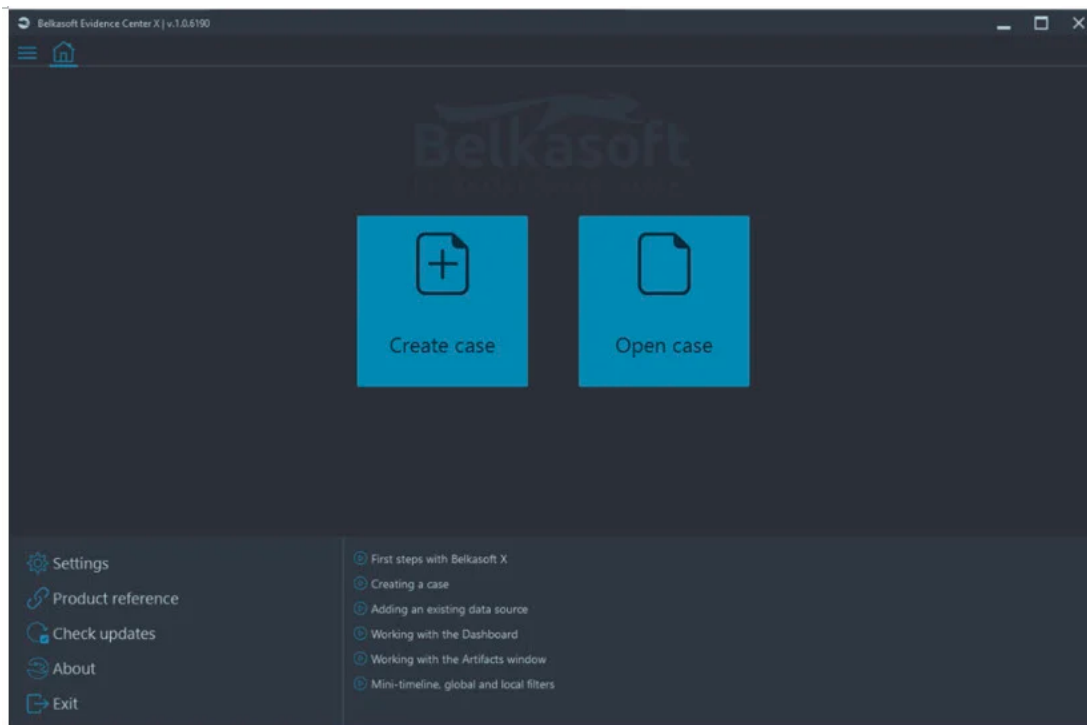 Belkasoft Evidence Center X | v.1.0.6190
Belkasoft
Create case
Open case
Settings
Product reference
Check updates
About
Exit
First steps with Belkasoft X
Creating a case
Adding an existing data source
Working with the Dashboard
Working with the Artifacts window
Mini-timeline, global and local filters